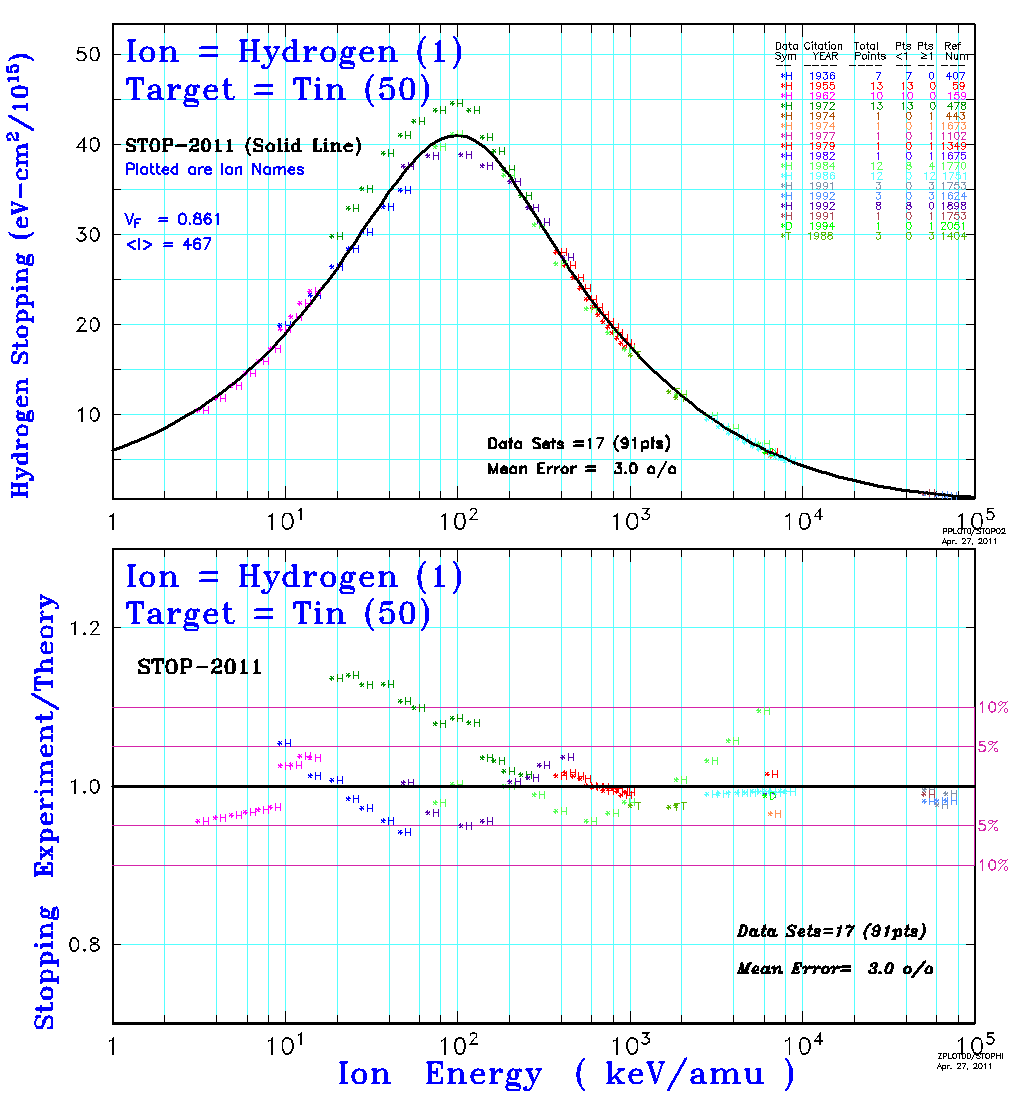 Ion = Hydrogen (1)
Target = Tin (50)
STOP-2011 (Solid Line)
Plotted are Ion Names
VF = 0.861
<I> = 467
Data Citation Total Pts Pts Ref
Sym YEAR Points <1 ≥1 Num
*H 1936 7 7 0 407
*H 1955 13 13 0 59
*H 1962 10 10 0 159
*H 1972 13 13 0 478
*H 1974 1 0 1 443
*H 1974 1 0 1 1673
*H 1977 1 0 1 1102
*H 1979 1 0 1 1349
*H 1982 1 0 1 1675
*H 1984 12 8 4 1770
*H 1986 12 0 12 1751
*H 1991 3 0 3 1753
*H 1992 3 0 3 1624
*H 1992 8 8 0 1898
*H 1991 1 0 1 1753
*D 1994 1 0 1 2051
*T 1988 3 0 3 1404
Hydrogen Stopping (eV-cm²/10¹⁵)
50
40
30
20
10
Data Sets =17 (91pts)
Mean Error = 3.0 o/o
1 10¹ 10² 10³ 10⁴ 10⁵
PPLOT0/STOP02
Apr. 27, 2011
Ion = Hydrogen (1)
Target = Tin (50)
STOP-2011
Stopping Experiment/Theory
1.2
1.0
0.8
10%
5%
5%
10%
Data Sets=17 (91pts)
Mean Error= 3.0 o/o
1 10¹ 10² 10³ 10⁴ 10⁵
Ion Energy ( keV/amu )
ZPLOT0D/STOPHI
Apr. 27, 2011